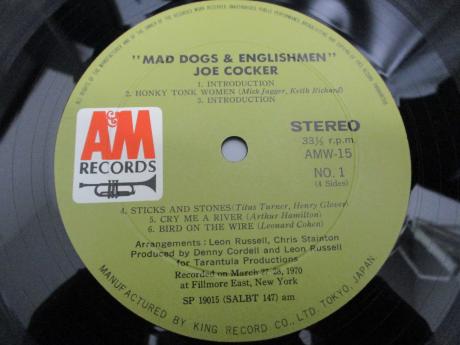 "MAD DOGS & ENGLISHMEN"
JOE COCKER
1. INTRODUCTION
2. HONKY TONK WOMEN (Mick Jagger, Keith Richard)
3. INTRODUCTION
A&M
RECORDS
STEREO
33⅓ r.p.m.
AMW-15
NO. 1
(4 Sides)
4. STICKS AND STONES (Titus Turner, Henry Glover)
5. CRY ME A RIVER (Arthur Hamilton)
6. BIRD ON THE WIRE (Leonard Cohen)
Arrangements : Leon Russell, Chris Stainton
Produced by Denny Cordell and Leon Russell
for Tarantula Productions
Recorded on March 27 28, 1970
at Fillmore East, New York
SP 19015 (SALBT 147) am
MANUFACTURED BY KING RECORD CO., LTD. TOKYO, JAPAN